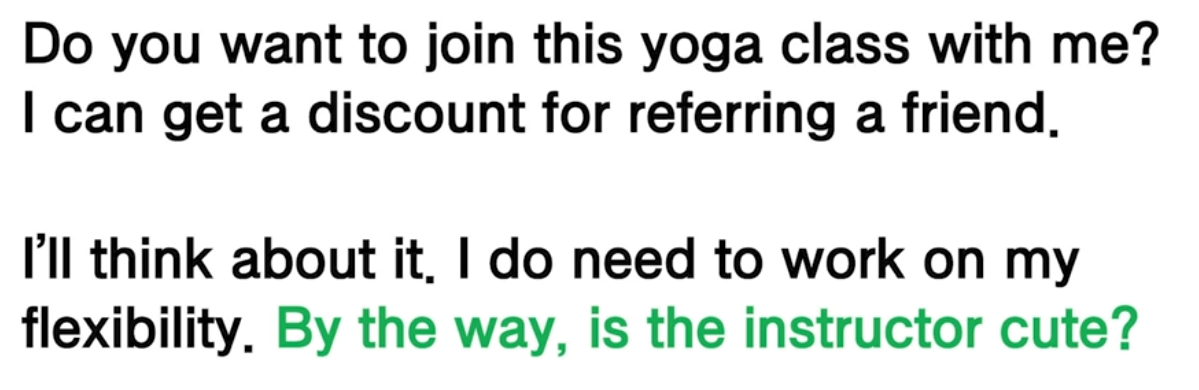 Do you want to join this yoga class with me?
I can get a discount for referring a friend.
I’ll think about it. I do need to work on my
flexibility. By the way, is the instructor cute?